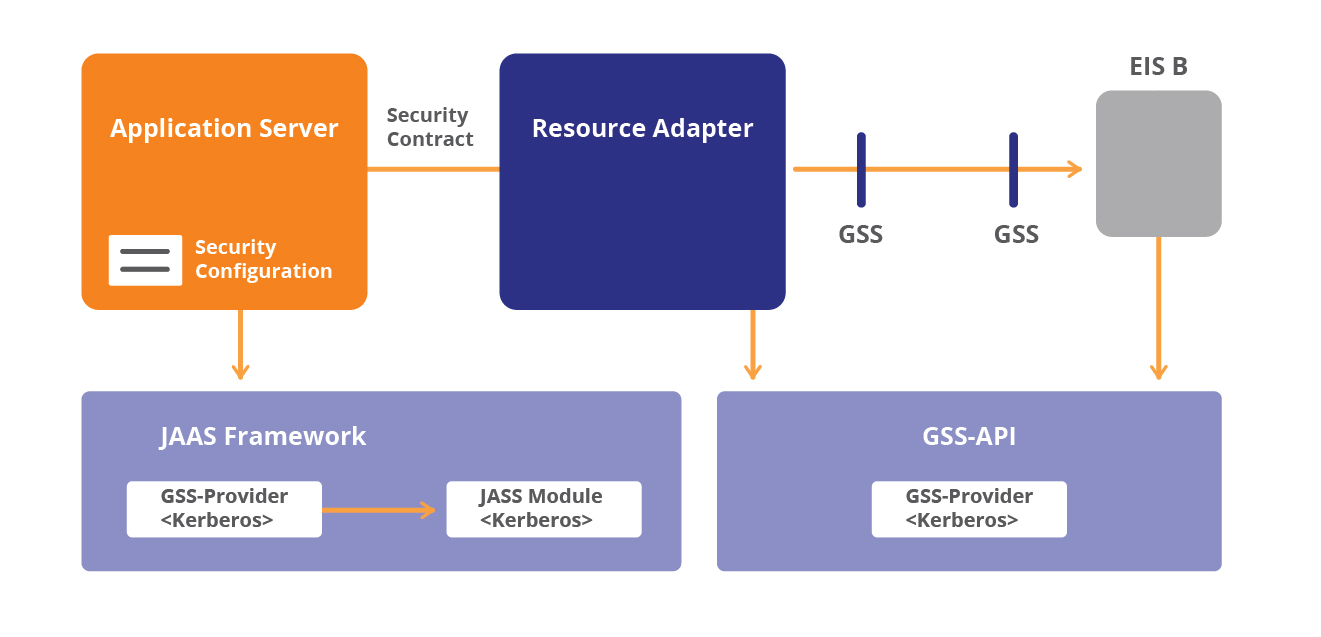 EIS B
Application Server
Security
Contract
Resource Adapter
GSS
GSS
Security
Configuration
JAAS Framework
GSS-API
GSS-Provider
<Kerberos>
JASS Module
<Kerberos>
GSS-Provider
<Kerberos>